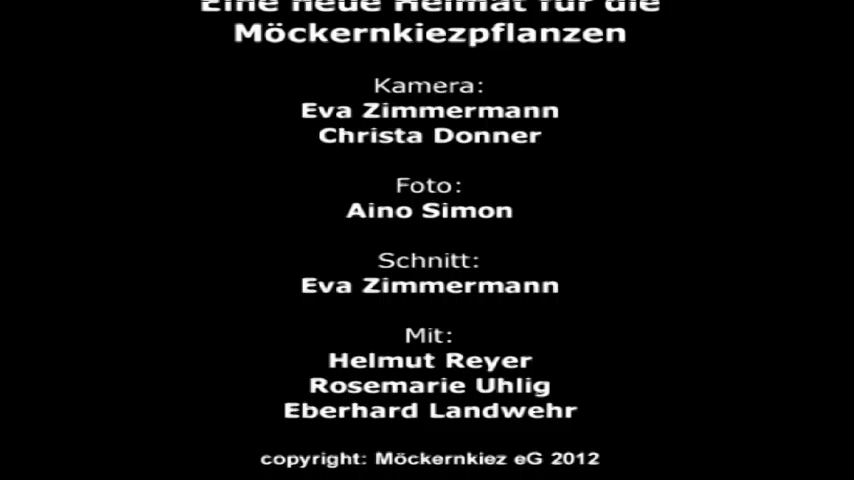 Eine neue Heimat für die
Möckernkiezpflanzen
Kamera:
Eva Zimmermann
Christa Donner
Foto:
Aino Simon
Schnitt:
Eva Zimmermann
Mit:
Helmut Reyer
Rosemarie Uhlig
Eberhard Landwehr
copyright: Möckernkiez eG 2012